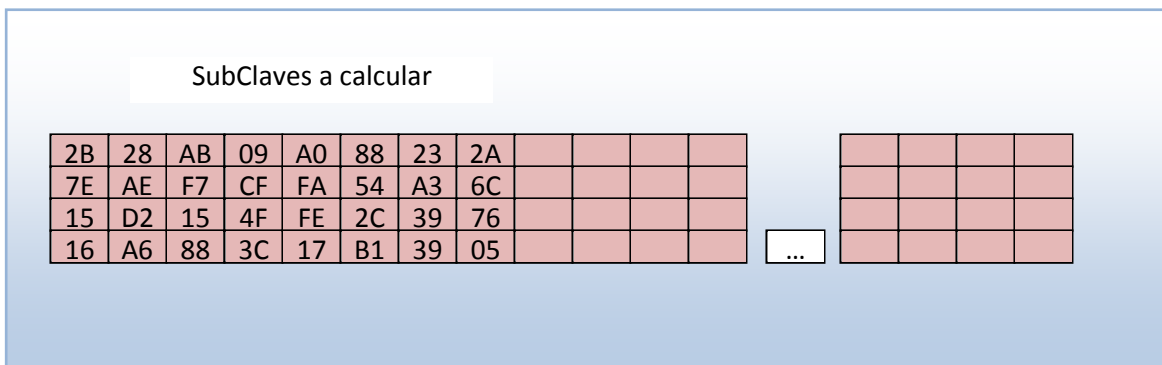 SubClaves a calcular
2B 28 AB 09 A0 88 23 2A
7E AE F7 CF FA 54 A3 6C
15 D2 15 4F FE 2C 39 76
16 A6 88 3C 17 B1 39 05
...